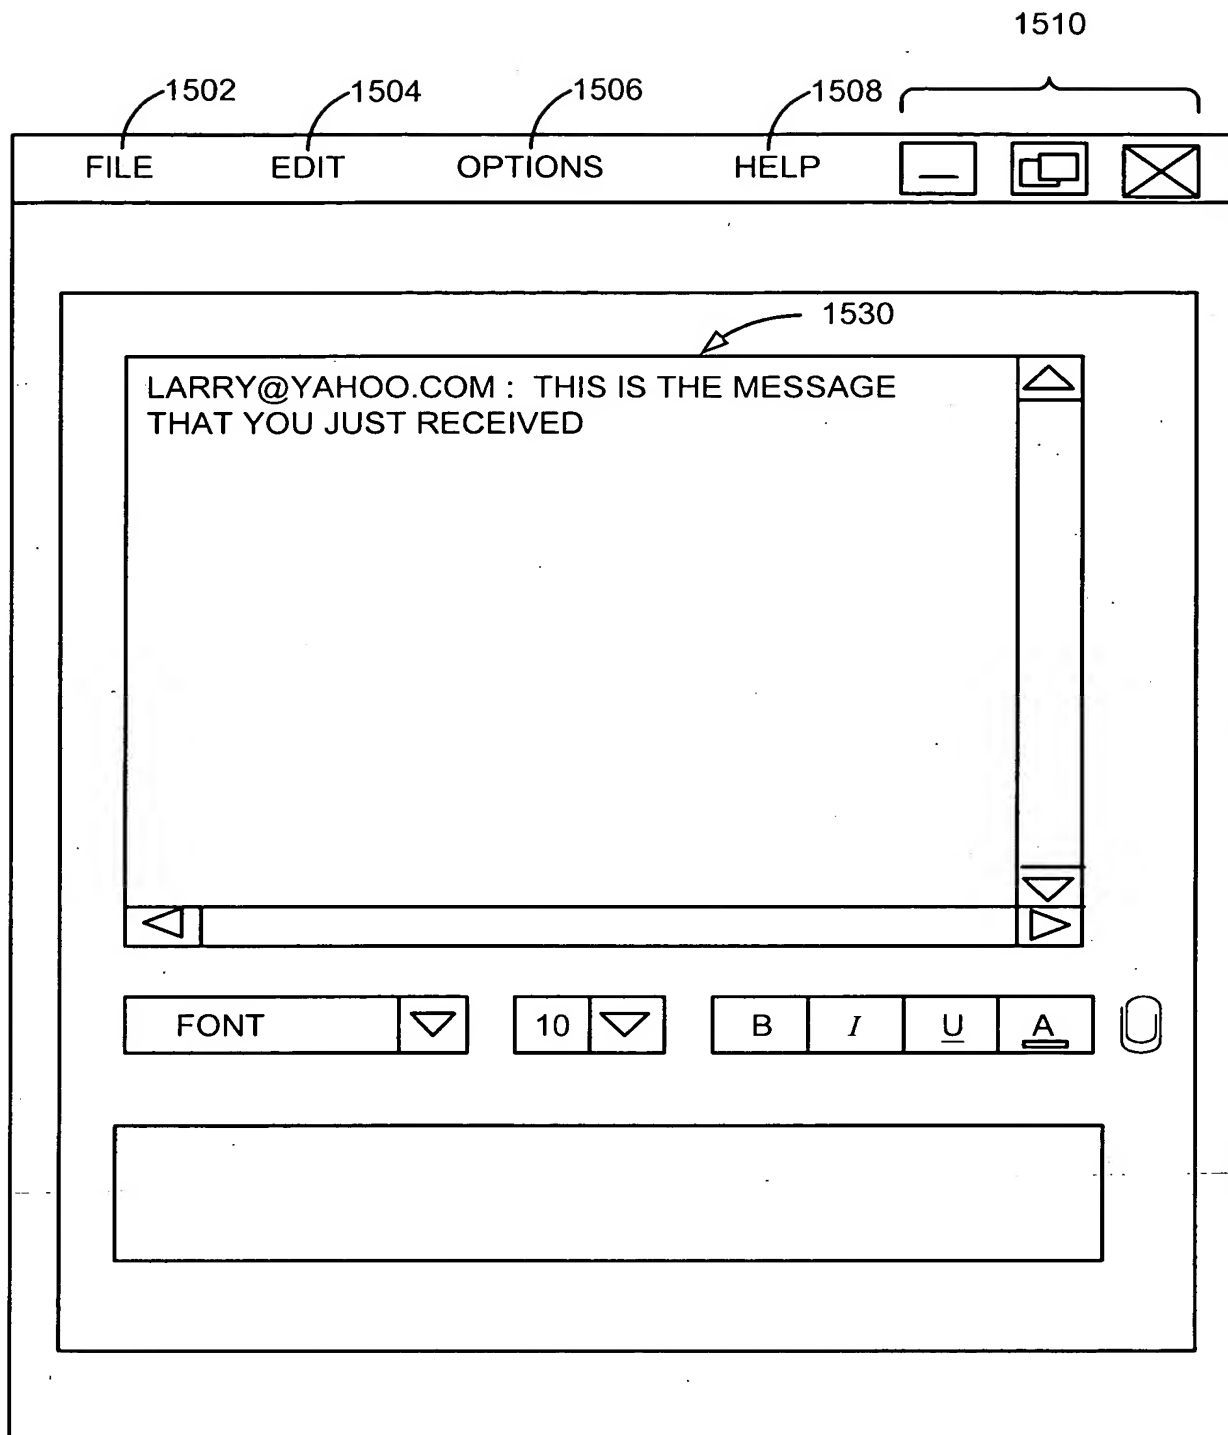 1510
1502 1504 1506 1508
FILE EDIT OPTIONS HELP
1530
LARRY@YAHOO.COM : THIS IS THE MESSAGE
THAT YOU JUST RECEIVED
FONT 10 B I U A